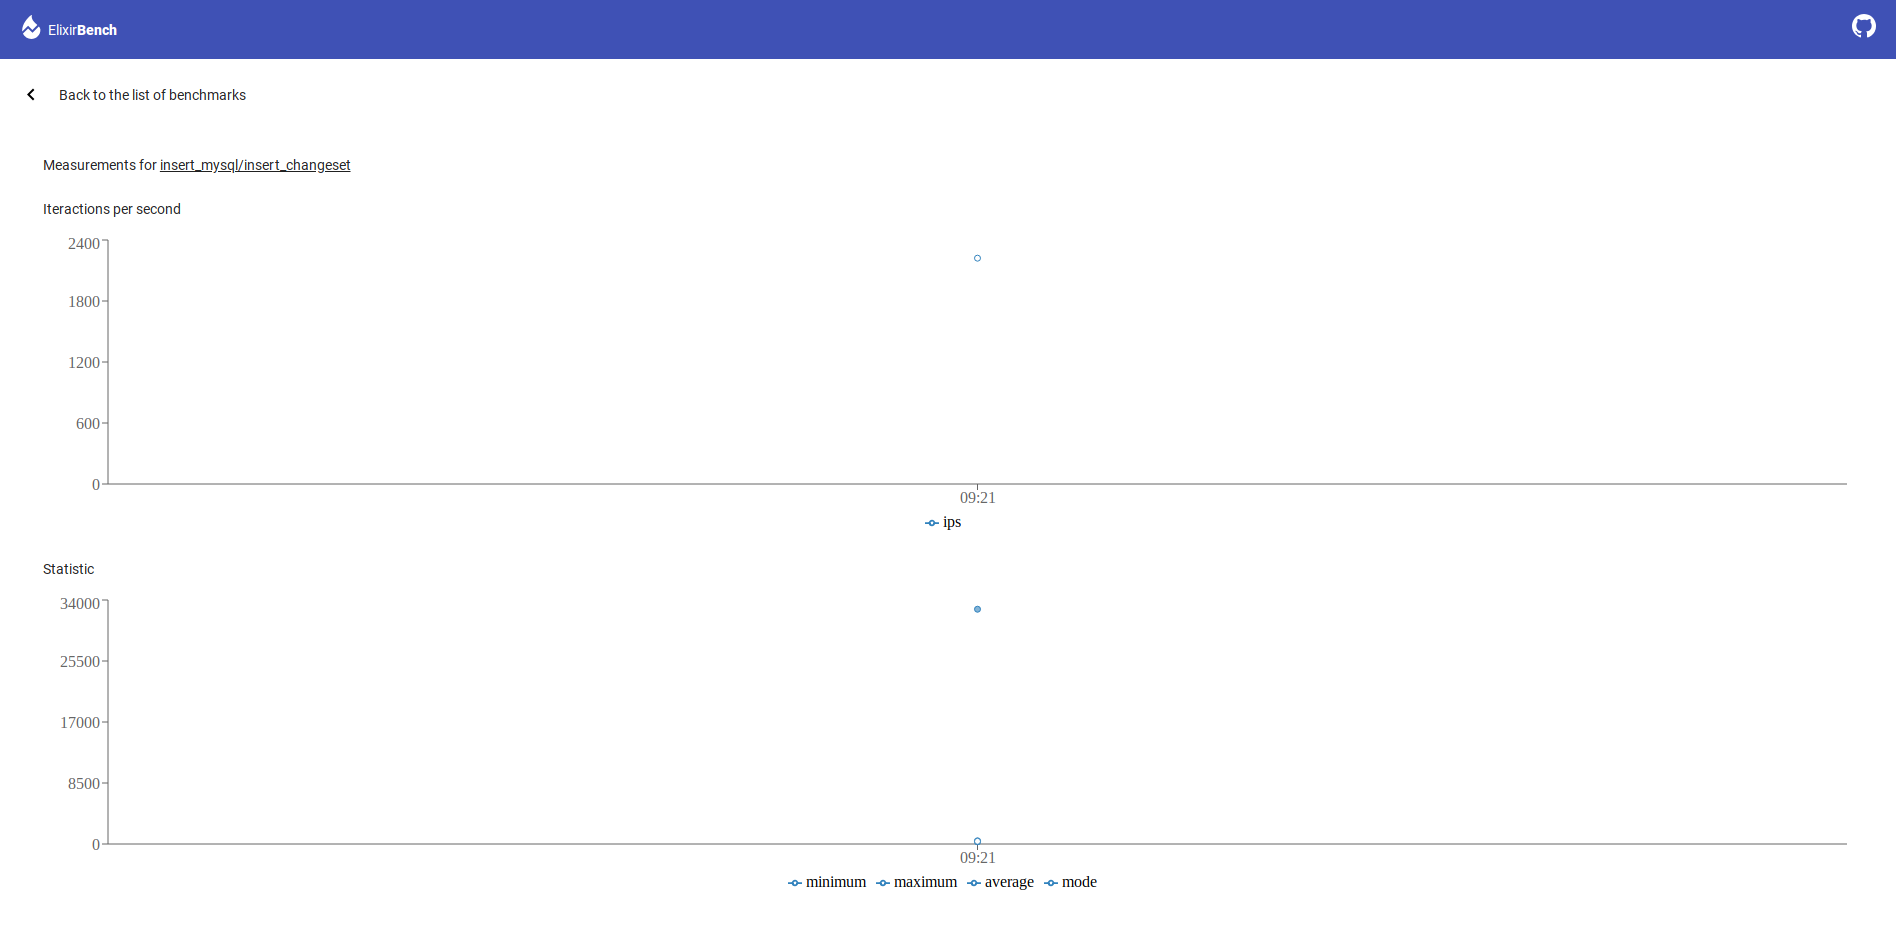 ElixirBench
Back to the list of benchmarks
Measurements for insert_mysql/insert_changeset
Iteractions per second
2400
1800
1200
600
0
09:21
ips
Statistic
34000
25500
17000
8500
0
09:21
minimum maximum average mode